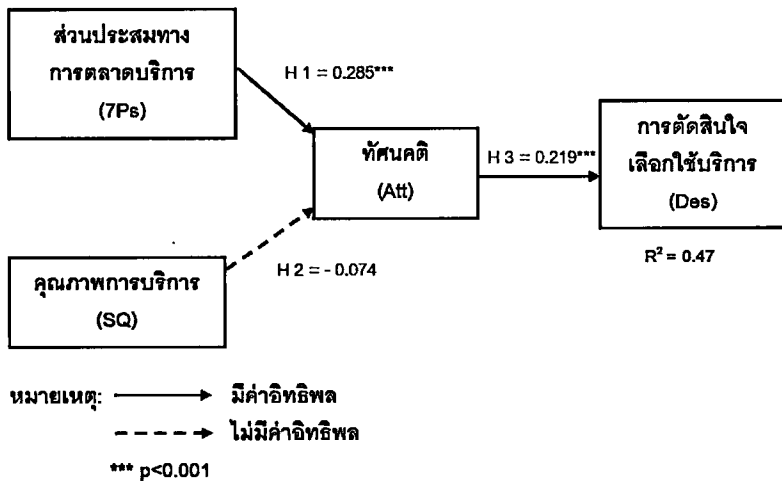 ส่วนประสมทาง
การตลาดบริการ
(7Ps)
H 1 = 0.285***
ทัศนคติ
(Att)
H 3 = 0.219***
การตัดสินใจ
เลือกใช้บริการ
(Des)
R² = 0.47
คุณภาพการบริการ
(SQ)
H 2 = - 0.074
หมายเหตุ: มีค่าอิทธิพล
ไม่มีค่าอิทธิพล
*** p<0.001